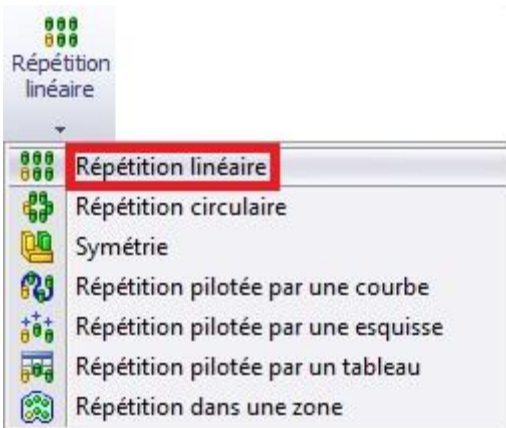 Répétition
linéaire
Répétition linéaire
Répétition circulaire
Symétrie
Répétition pilotée par une courbe
Répétition pilotée par une esquisse
Répétition pilotée par un tableau
Répétition dans une zone